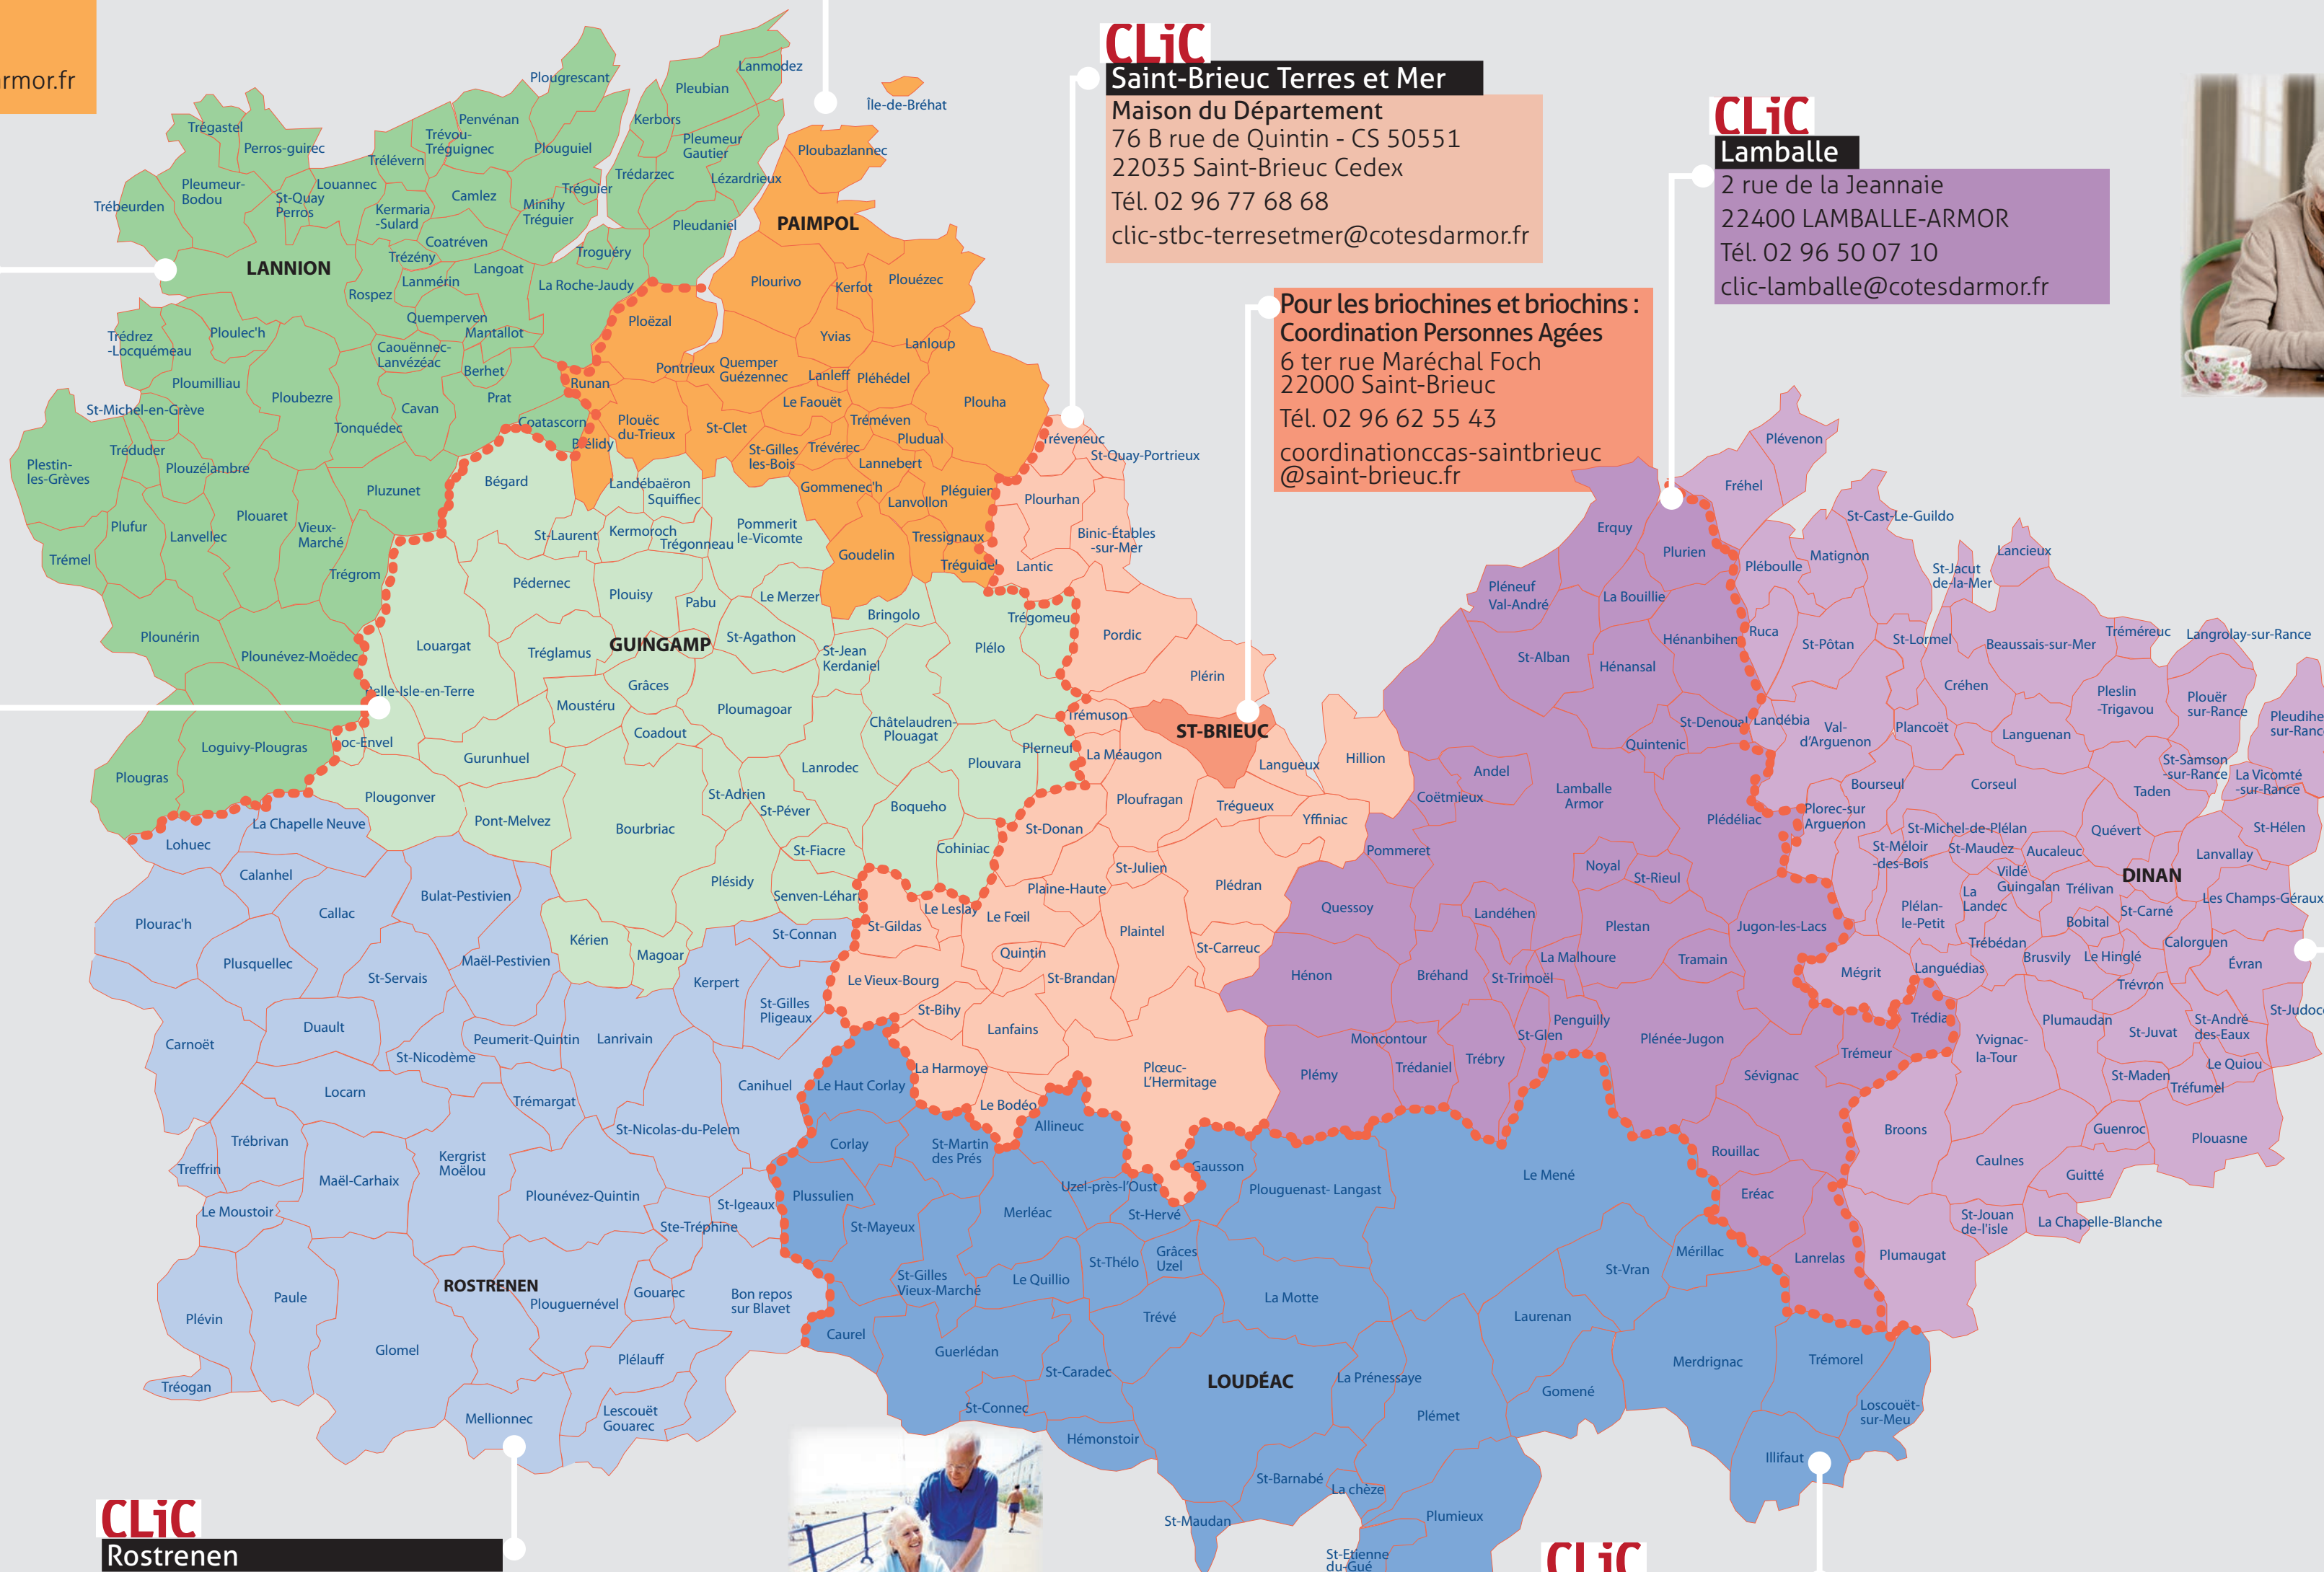 rmor.fr
CLiC
Saint-Brieuc Terres et Mer
Maison du Département
76 B rue de Quintin - CS 50551
22035 Saint-Brieuc Cedex
Tél. 02 96 77 68 68
clic-stbc-terresetmer@cotesdarmor.fr
CLiC
Lamballe
2 rue de la Jeannaie
22400 LAMBALLE-ARMOR
Tél. 02 96 50 07 10
clic-lamballe@cotesdarmor.fr
Pour les briochines et briochins :
Coordination Personnes Agées
6 ter rue Maréchal Foch
22000 Saint-Brieuc
Tél. 02 96 62 55 43
coordinationccas-saintbrieuc
@saint-brieuc.fr
Plougrescant
Lanmodez
Pleubian
Île-de-Bréhat
Trégastel
Perros-guirec
Penvénan
Trévou-
Tréguignec
Trélévern
Plouguiel
Kerbors
Pleumeur
Gautier
Ploubazlannec
Trébeurden
Pleumeur-
Bodou
Louannec
St-Quay
Perros
Kermaria
-Sulard
Camlez
Tréguier
Minihy
Tréguier
Trédarzec
Lézardrieux
Pleudaniel
PAIMPOL
Coatréven
Trézény
Langoat
Troguéry
LANNION
Rospez
Lanmérin
La Roche-Jaudy
Plourivo
Kerfot
Plouézec
Quemperven
Mantallot
Ploëzal
Trédrez
-Locquémeau
Ploulec'h
Caouënnec-
Lanvézéac
Berhet
Yvias
Lanloup
Pontrieux
Quemper
Guézennec
Lanleff
Pléhédel
Ploumilliau
Ploubezre
Prat
Runan
Le Faouët
Plouha
St-Michel-en-Grève
Cavan
Tonquédec
Coatascorn
Plouëc
du-Trieux
St-Clet
Tréméven
Brélidy
Pludual
Trévérec
St-Gilles
les-Bois
Lannebert
Tréveneuc
St-Quay-Portrieux
Plestin-
les-Grèves
Tréduder
Plouzélambre
Pluzunet
Bégard
Landébaëron
Squiffiec
Gommenec'h
Lanvollon
Pléguien
Plourhan
Plufur
Lanvellec
Plouaret
Vieux-
Marché
St-Laurent
Kermoroch
Trégonneau
Pommerit
le-Vicomte
Goudelin
Tressignaux
Tréguidel
Binic-Étables
-sur-Mer
Lantic
Trémel
Trégrom
Pédernec
Plouisy
Pabu
Le Merzer
Bringolo
Trégomeu
Pordic
Plounérin
Plounévez-Moëdec
Louargat
Tréglamus
GUINGAMP
St-Agathon
St-Jean
Kerdaniel
Plélo
Plérin
Belle-Isle-en-Terre
Grâces
Moustéru
Ploumagoar
Châtelaudren-
Plouagat
Trémuson
ST-BRIEUC
Loguivy-Plougras
Loc-Envel
Coadout
Plerneuf
La Méaugon
Langueux
Hillion
Plougras
Gurunhuel
Lanrodec
Plouvara
Plougonver
St-Adrien
St-Péver
Boqueho
Ploufragan
Trégueux
Yffiniac
Lohuec
La Chapelle Neuve
Pont-Melvez
Bourbriac
St-Fiacre
Cohiniac
St-Donan
St-Julien
Calanhel
Bulat-Pestivien
Plésidy
Senven-Léhart
Plaine-Haute
Plédran
Plourac'h
Callac
Le Leslay
Le Fœil
St-Gildas
Plaintel
Kérien
Magoar
St-Connan
Quintin
St-Carreuc
Plusquellec
St-Servais
Maël-Pestivien
Kerpert
Le Vieux-Bourg
St-Brandan
St-Gilles
Pligeaux
St-Bihy
Lanfains
Carnoët
Duault
St-Nicodème
Peumerit-Quintin
Lanrivain
La Harmoye
Plœuc-
L'Hermitage
Locarn
Trémargat
Canihuel
Le Haut Corlay
Le Bodéo
Allineuc
Trébrivan
St-Nicolas-du-Pelem
Corlay
St-Martin
des Prés
Treffrin
Maël-Carhaix
Kergrist
Moëlou
Plounévez-Quintin
St-Igeaux
Ste-Tréphine
Plussulien
St-Mayeux
Merléac
Uzel-près-l'Oust
St-Hervé
Gausson
Plouguenast- Langast
Le Mené
Le Moustoir
St-Thélo
Grâces
Uzel
St-Gilles
Vieux-Marché
Le Quillio
ROSTRENEN
Plouguernével
Gouarec
Bon repos
sur Blavet
Plévin
Paule
Glomel
Plélauff
Caurel
Guerlédan
Trévé
La Motte
St-Vran
Mérillac
Laurenan
Tréogan
Mellionnec
Lescouët
Gouarec
St-Caradec
St-Connec
LOUDÉAC
La Prénessaye
Plémet
Gomené
Merdrignac
Trémorel
Loscouët-
sur-Meu
Illifaut
Hémonstoir
St-Barnabé
La chèze
St-Maudan
Plumieux
St-Etienne
du-Gué
Plévenon
Fréhel
Erquy
Plurien
St-Cast-Le-Guildo
Pléboulle
Matignon
St-Jacut
de-la-Mer
Lancieux
Pléneuf
Val-André
La Bouillie
Hénanbihen
Ruca
St-Pôtan
St-Lormel
Beaussais-sur-Mer
Tréméreuc
Langrolay-sur-Rance
St-Alban
Hénansal
Créhen
Pleslin
-Trigavou
Plouër
sur-Rance
Pleudihe
sur-Ranc
St-Denoual
Landébia
Val-
d'Arguenon
Plancoët
Languenan
Quintenic
St-Samson
-sur-Rance
La Vicomté
-sur-Rance
Andel
Coëtmieux
Lamballe
Armor
Bourseul
Corseul
Taden
Plédéliac
Plorec-sur
Arguenon
St-Michel-de-Plélan
Quévert
St-Hélen
Pommeret
St-Méloir
-des-Bois
St-Maudez
Aucaleuc
Lanvallay
Noyal
St-Rieul
Vildé
Guingalan
Trélivan
DINAN
Quessoy
Landéhen
Plestan
Jugon-les-Lacs
Plélan-
le-Petit
La
Landec
Bobital
St-Carné
Les Champs-Géraux
Trébédan
Brusvily
Le Hinglé
Calorguen
Évran
Hénon
Bréhand
St-Trimoël
La Malhoure
Tramain
Mégrit
Languédias
Trévron
Trédia
Plumaudan
St-Juvat
St-André
des-Eaux
St-Judoc
Moncontour
Trédaniel
Trébry
St-Glen
Penguilly
Plénée-Jugon
Trémeur
Yvignac-
la-Tour
Le Quiou
St-Maden
Tréfumel
Plémy
Sévignac
Broons
Guenroc
Plouasne
Rouillac
Caulnes
Guitté
Eréac
St-Jouan
de-l'isle
La Chapelle-Blanche
Lanrelas
Plumaugat
CLiC
Rostrenen
CLiC